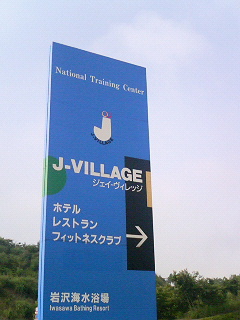 National Training Center
J-VILLAGE
J-VILLAGE
ジェイ・ヴィレッジ
ホテル
レストラン
フィットネスクラブ
岩沢海水浴場
Iwasawa Bathing Resort